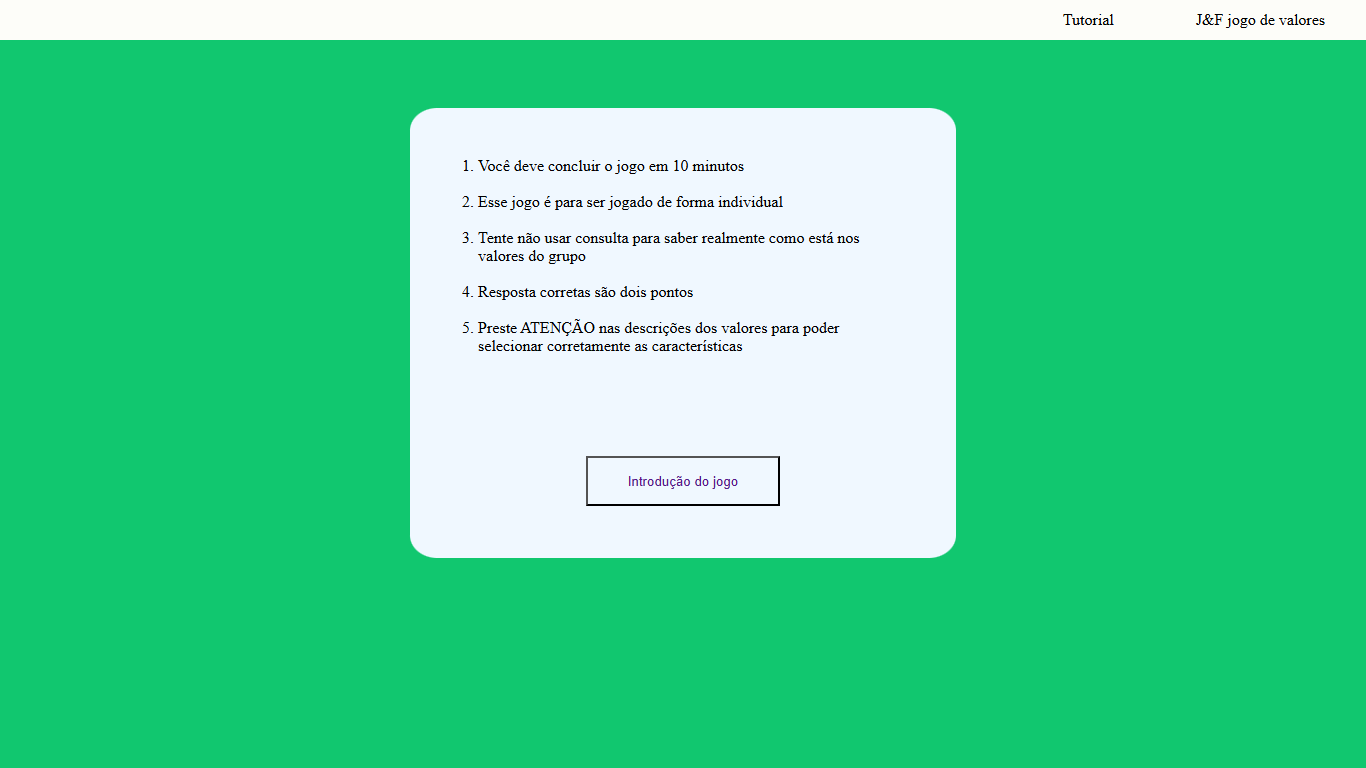 Tutorial
J&F jogo de valores
1. Você deve concluir o jogo em 10 minutos
2. Esse jogo é para ser jogado de forma individual
3. Tente não usar consulta para saber realmente como está nos
valores do grupo
4. Resposta corretas são dois pontos
5. Preste ATENÇÃO nas descrições dos valores para poder
selecionar corretamente as características
Introdução do jogo